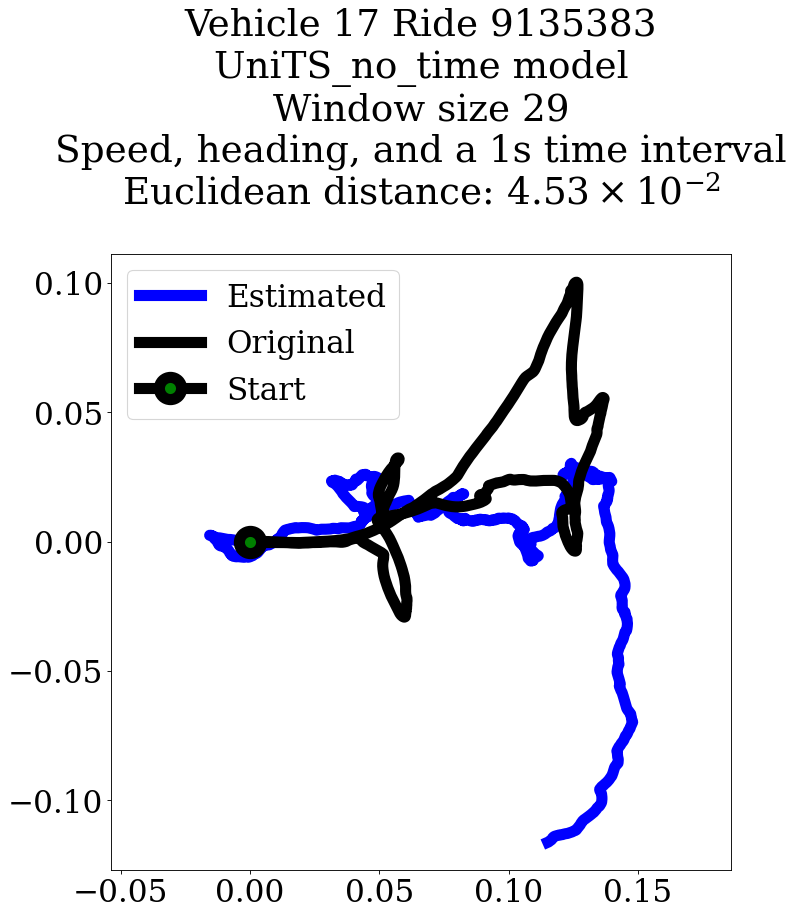 Vehicle 17 Ride 9135383
UniTS_no_time model
Window size 29
Speed, heading, and a 1s time interval
Euclidean distance: 4.53 × 10⁻²
Estimated
Original
Start
0.10
0.05
0.00
−0.05
−0.10
−0.05 0.00 0.05 0.10 0.15